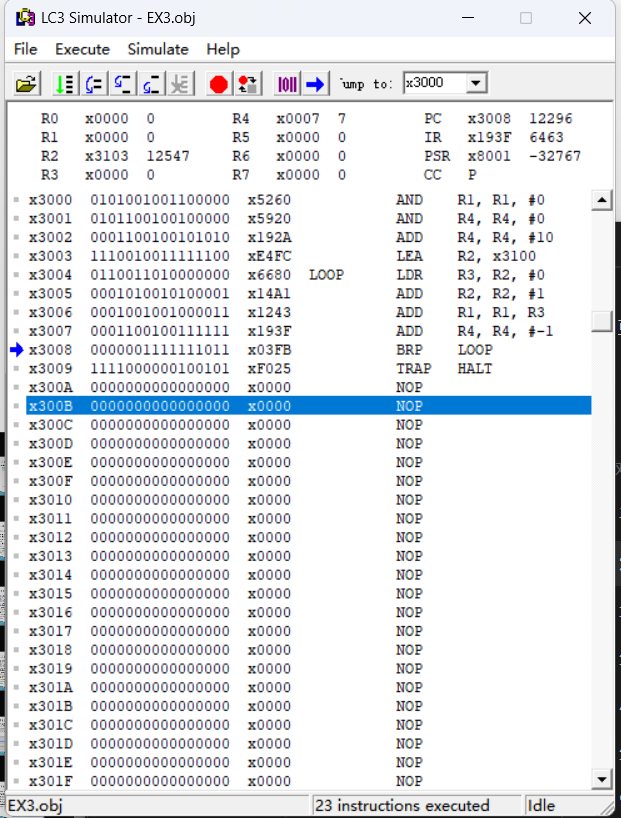 LC3 Simulator - EX3.obj
File Execute Simulate Help
Jump to: x3000
R0 x0000 0 R4 x0007 7 PC x3008 12296
R1 x0000 0 R5 x0000 0 IR x193F 6463
R2 x3103 12547 R6 x0000 0 PSR x8001 -32767
R3 x0000 0 R7 x0000 0 CC P
x3000 0101001001100000 x5260 AND R1, R1, #0
x3001 0101100100100000 x5920 AND R4, R4, #0
x3002 0001100100101010 x192A ADD R4, R4, #10
x3003 1110010011111100 xE4FC LEA R2, x3100
x3004 0110011010000000 x6680 LOOP LDR R3, R2, #0
x3005 0001010010100001 x14A1 ADD R2, R2, #1
x3006 0001001001000011 x1243 ADD R1, R1, R3
x3007 0001100100111111 x193F ADD R4, R4, #-1
x3008 0000001111111011 x03FB BRP LOOP
x3009 1111000000100101 xF025 TRAP HALT
x300A 0000000000000000 x0000 NOP
x300B 0000000000000000 x0000 NOP
x300C 0000000000000000 x0000 NOP
x300D 0000000000000000 x0000 NOP
x300E 0000000000000000 x0000 NOP
x300F 0000000000000000 x0000 NOP
x3010 0000000000000000 x0000 NOP
x3011 0000000000000000 x0000 NOP
x3012 0000000000000000 x0000 NOP
x3013 0000000000000000 x0000 NOP
x3014 0000000000000000 x0000 NOP
x3015 0000000000000000 x0000 NOP
x3016 0000000000000000 x0000 NOP
x3017 0000000000000000 x0000 NOP
x3018 0000000000000000 x0000 NOP
x3019 0000000000000000 x0000 NOP
x301A 0000000000000000 x0000 NOP
x301B 0000000000000000 x0000 NOP
x301C 0000000000000000 x0000 NOP
x301D 0000000000000000 x0000 NOP
x301E 0000000000000000 x0000 NOP
x301F 0000000000000000 x0000 NOP
EX3.obj 23 instructions executed Idle